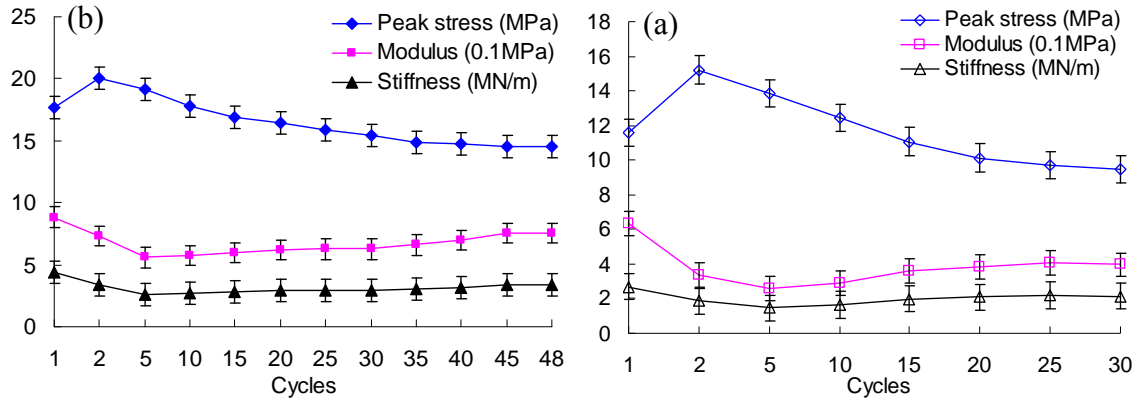 (b)
Peak stress (MPa)
Modulus (0.1MPa)
Stiffness (MN/m)
25
20
15
10
5
0
1 2 5 10 15 20 25 30 35 40 45 48
Cycles
(a)
Peak stress (MPa)
Modulus (0.1MPa)
Stiffness (MN/m)
18
16
14
12
10
8
6
4
2
0
1 2 5 10 15 20 25 30
Cycles